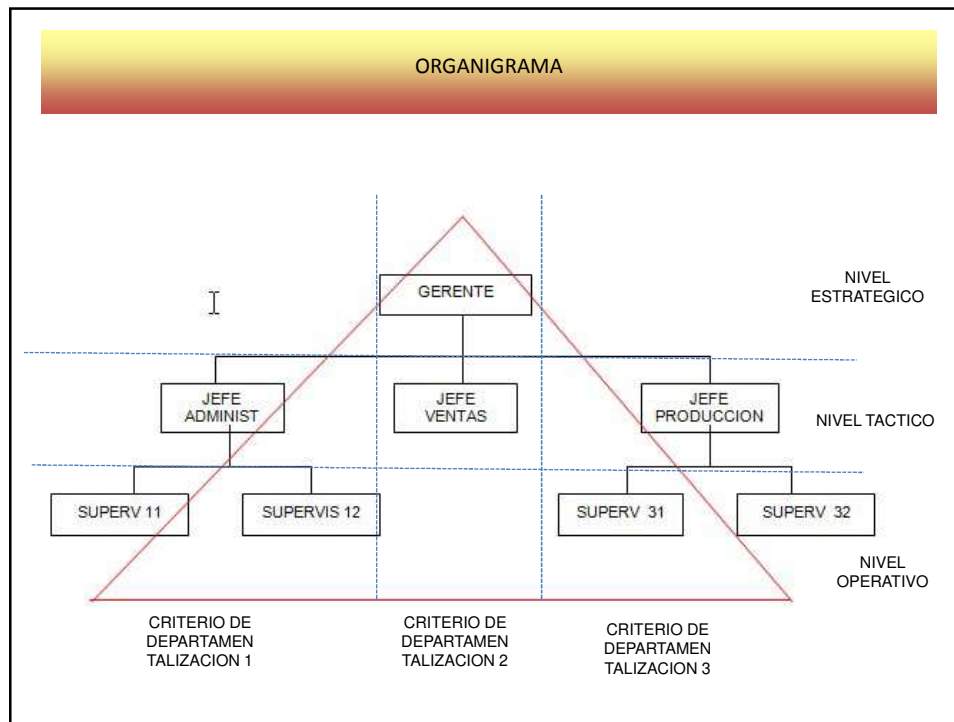 ORGANIGRAMA
GERENTE
NIVEL
ESTRATEGICO
JEFE
ADMINIST
JEFE
VENTAS
JEFE
PRODUCCION
NIVEL TACTICO
SUPERV 11
SUPERVIS 12
SUPERV 31
SUPERV 32
NIVEL
OPERATIVO
CRITERIO DE
DEPARTAMEN
TALIZACION 1
CRITERIO DE
DEPARTAMEN
TALIZACION 2
CRITERIO DE
DEPARTAMEN
TALIZACION 3